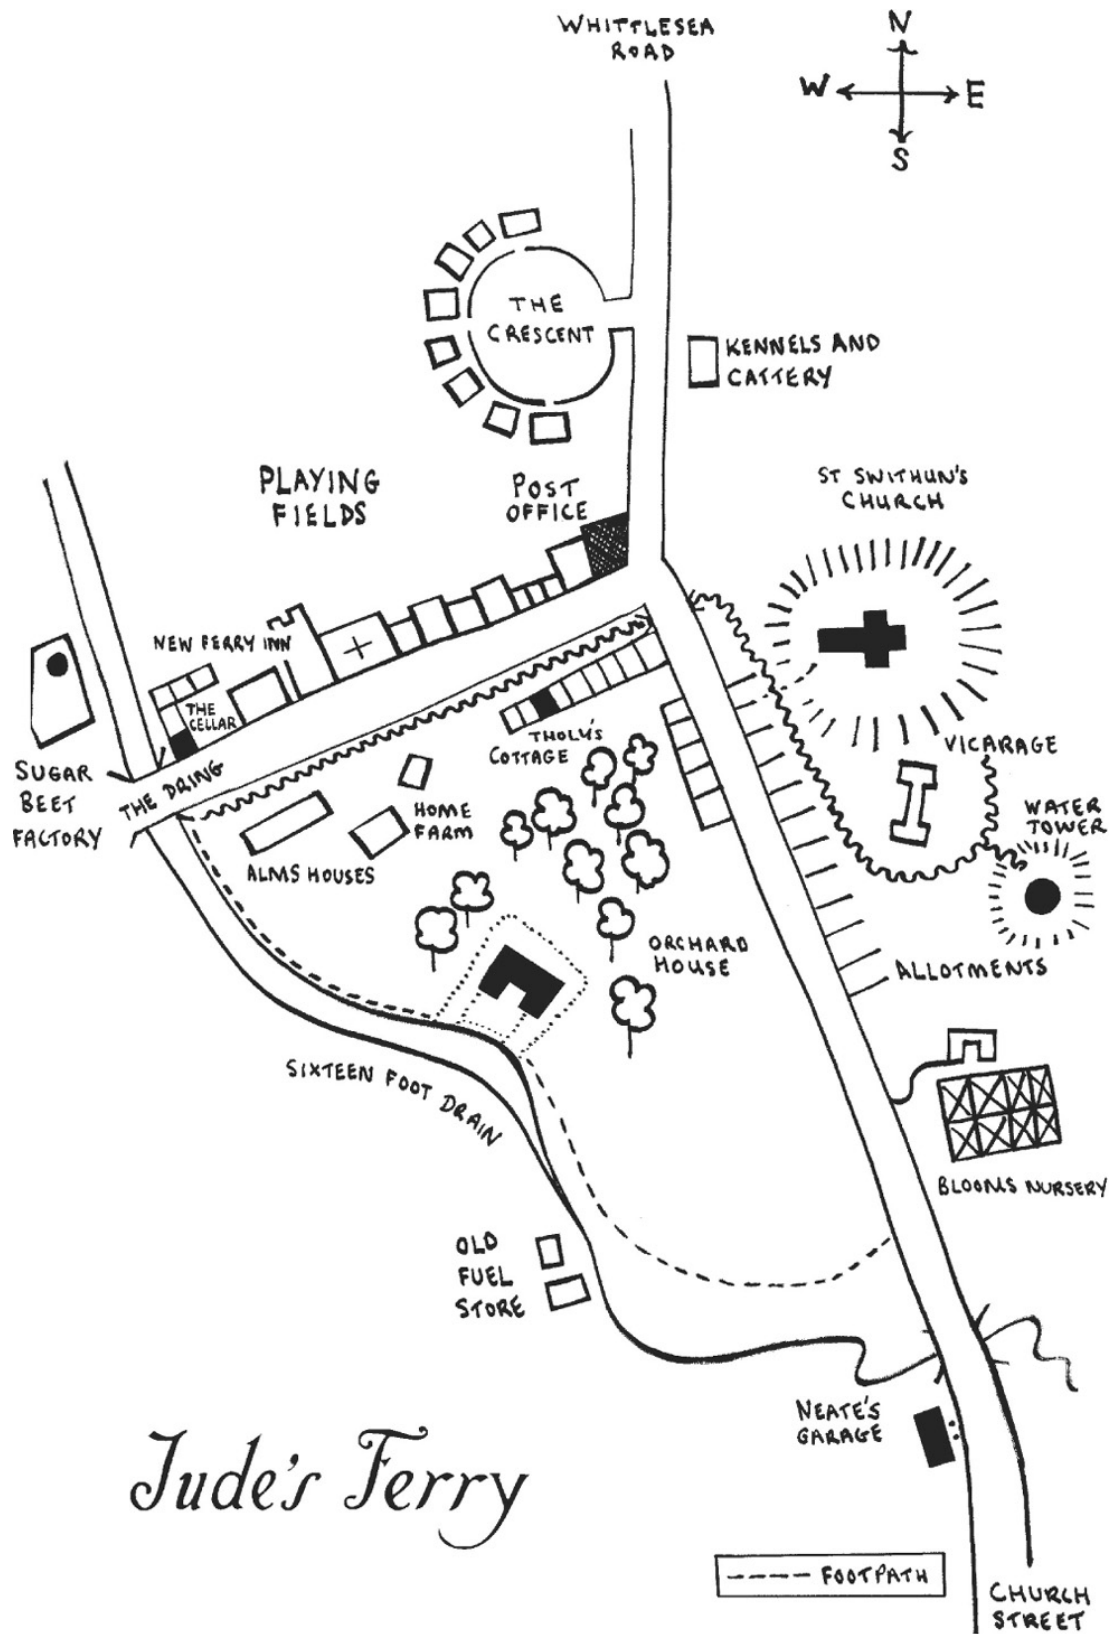 WHITTLESEA
ROAD
N
W
E
S
THE
CRESCENT
KENNELS AND
CATTERY
PLAYING
FIELDS
POST
OFFICE
ST SWITHUN'S
CHURCH
NEW FERRY INN
THE
CELLAR
THOLY'S
COTTAGE
VICARAGE
SUGAR
BEET
FACTORY
THE DRING
HOME
FARM
WATER
TOWER
ALMS HOUSES
ORCHARD
HOUSE
ALLOTMENTS
SIXTEEN FOOT DRAIN
BLOOMS NURSERY
OLD
FUEL
STORE
NEATE'S
GARAGE
Jude's Ferry
FOOTPATH
CHURCH
STREET